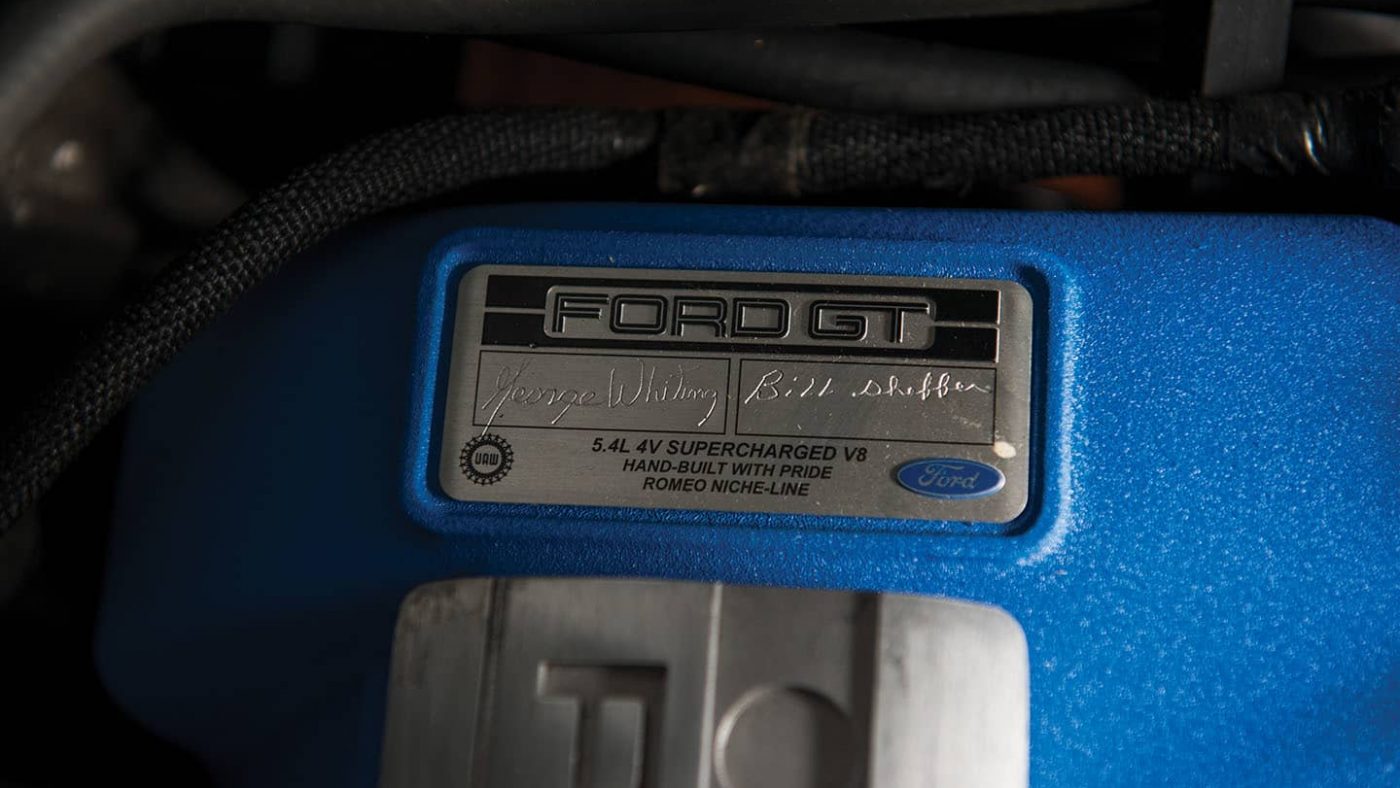 FORD GT
George Whiting Bill Sheffer
5.4L 4V SUPERCHARGED V8
HAND-BUILT WITH PRIDE
ROMEO NICHE-LINE
UAW
Ford